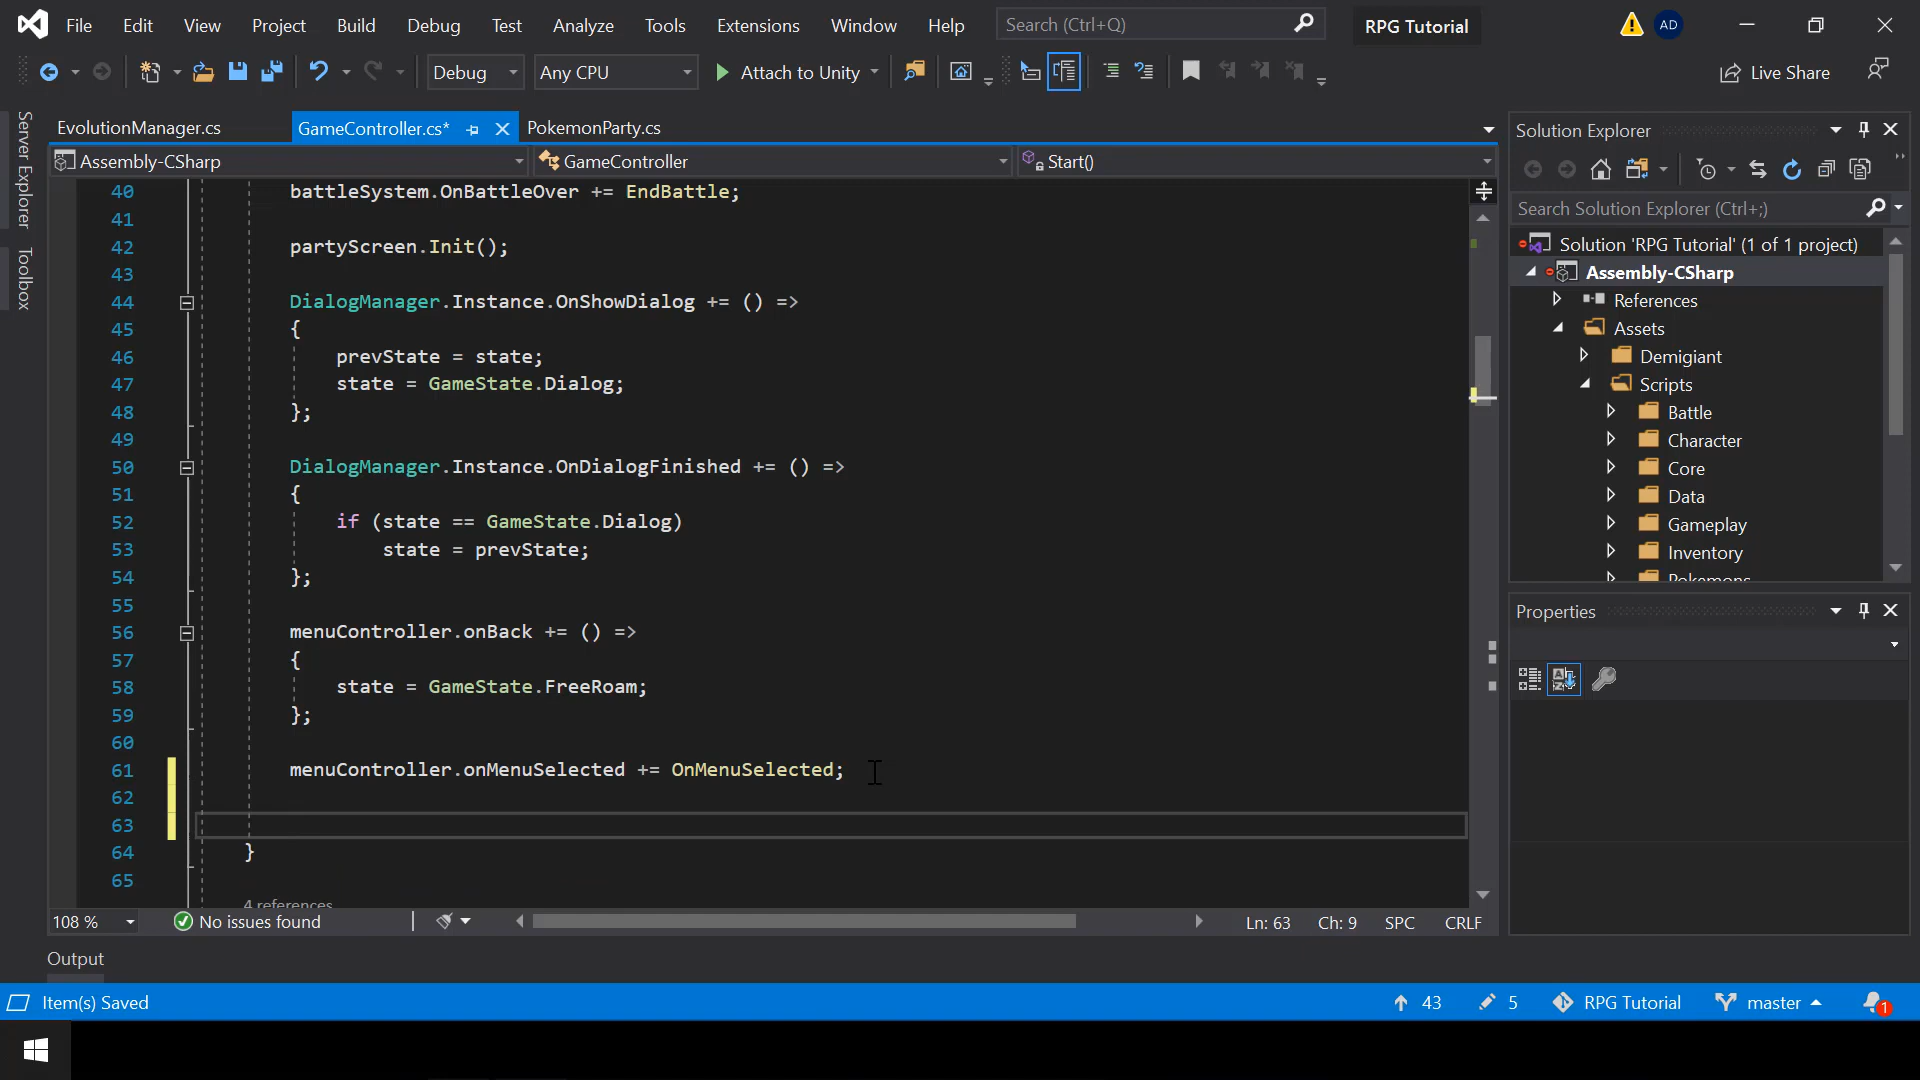 File Edit View Project Build Debug Test Analyze Tools Extensions Window Help Search (Ctrl+Q) RPG Tutorial AD
Debug Any CPU Attach to Unity Live Share
Server Explorer
Toolbox
EvolutionManager.cs GameController.cs* PokemonParty.cs
Assembly-CSharp GameController Start()
40 battleSystem.OnBattleOver += EndBattle;
41
42 partyScreen.Init();
43
44 DialogManager.Instance.OnShowDialog += () =>
45 {
46 prevState = state;
47 state = GameState.Dialog;
48 };
49
50 DialogManager.Instance.OnDialogFinished += () =>
51 {
52 if (state == GameState.Dialog)
53 state = prevState;
54 };
55
56 menuController.onBack += () =>
57 {
58 state = GameState.FreeRoam;
59 };
60
61 menuController.onMenuSelected += OnMenuSelected;
62
63
64 }
65
4 references
108 % No issues found Ln: 63 Ch: 9 SPC CRLF
Solution Explorer
Search Solution Explorer (Ctrl+;)
Solution 'RPG Tutorial' (1 of 1 project)
Assembly-CSharp
References
Assets
Demigiant
Scripts
Battle
Character
Core
Data
Gameplay
Inventory
Pokemons
Properties
Output
Item(s) Saved 43 5 RPG Tutorial master 1